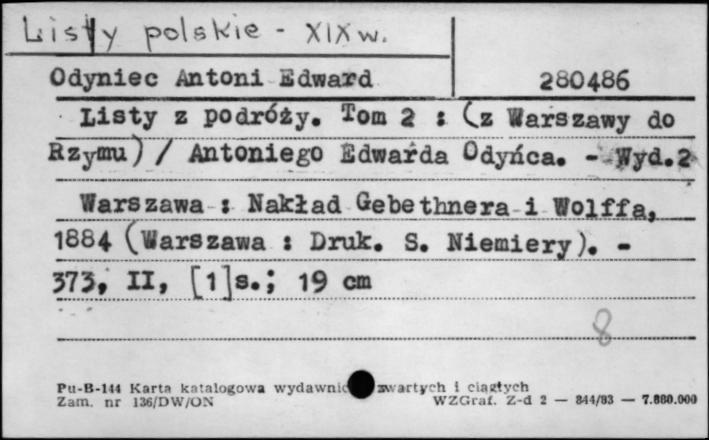 Listy polskie - XIX w.
Odyniec Antoni Edward 280486
Listy z podróży. Tom 2 : (z Warszawy do
Rzymu) / Antoniego Edwarda Odyńca. - Wyd.2
Warszawa : Nakład Gebethnera i Wolffa,
1884 (Warszawa : Druk. S. Niemiery). -
373, II, [1]s.; 19 cm
8
Pu-B-144 Karta katalogowa wydawnic zwartych i ciągłych
Zam. nr 136/DW/ON WZGraf. Z-d 2 — 844/83 — 7.880.000